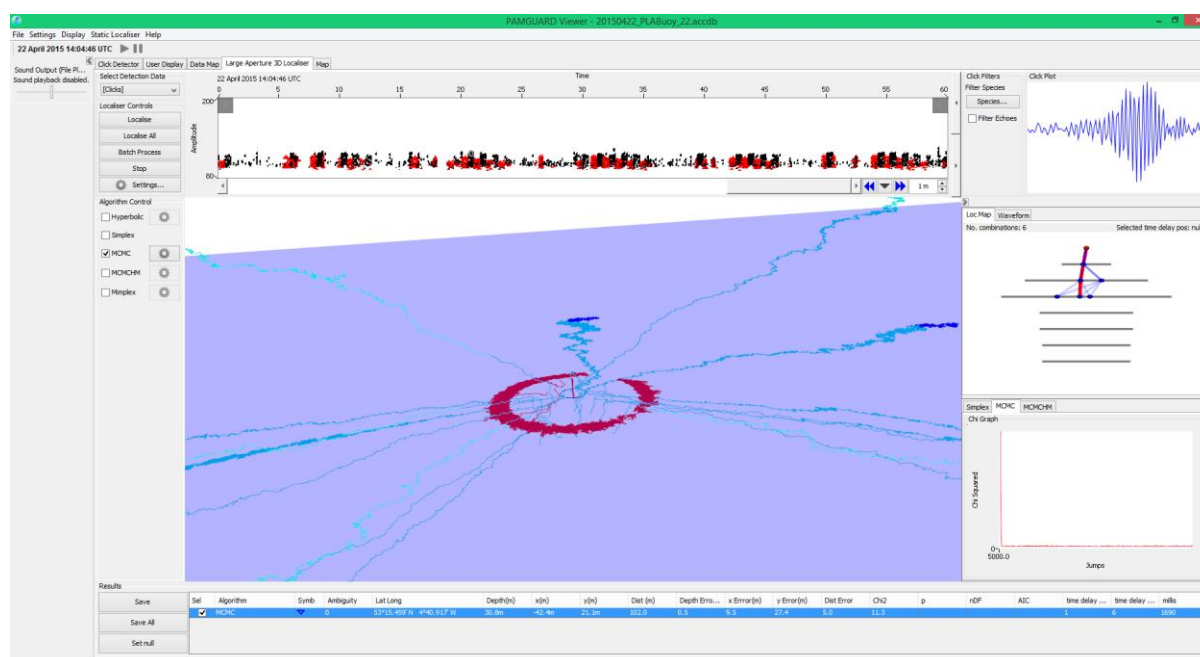 PAMGUARD Viewer - 20150422_PLABuoy_22.accdb
File Settings Display Static Localiser Help
22 April 2015 14:04:46 UTC
Sound Output (File Pl...
Sound playback disabled.
Click Detector User Display Data Map Large Aperture 3D Localiser Map
Select Detection Data
[Clicks]
Localiser Controls
Localise
Localise All
Batch Process
Stop
Settings...
Algorithm Control
Hyperbolic
Simplex
MCMC
MCMCHM
Mimplex
22 April 2015 14:04:46 UTC
Time
0 5 10 15 20 25 30 35 40 45 50 55 60
200
Amplitude
80
1 m
Click Filters
Filter Species
Species...
Filter Echoes
Click Plot
Loc Map Waveform
No. combinations: 6
Selected time delay pos: nul
Simplex MCMC MCMCHM
Chi Graph
Chi Squared
0
5000.0
Jumps
Results
Save
Save All
Set null
Sel Algorithm Symb Ambiguity Lat Long Depth(m) x(m) y(m) Dist (m) Depth Erro... x Error(m) y Error(m) Dist Error Chi2 p nDF AIC time delay ... time delay ... millis
MCMC 0 53°15.459' N 4°40.917' W 30.8m -42.4m 21.1m 102.0 8.5 9.5 27.4 5.0 11.3 1 6 1690